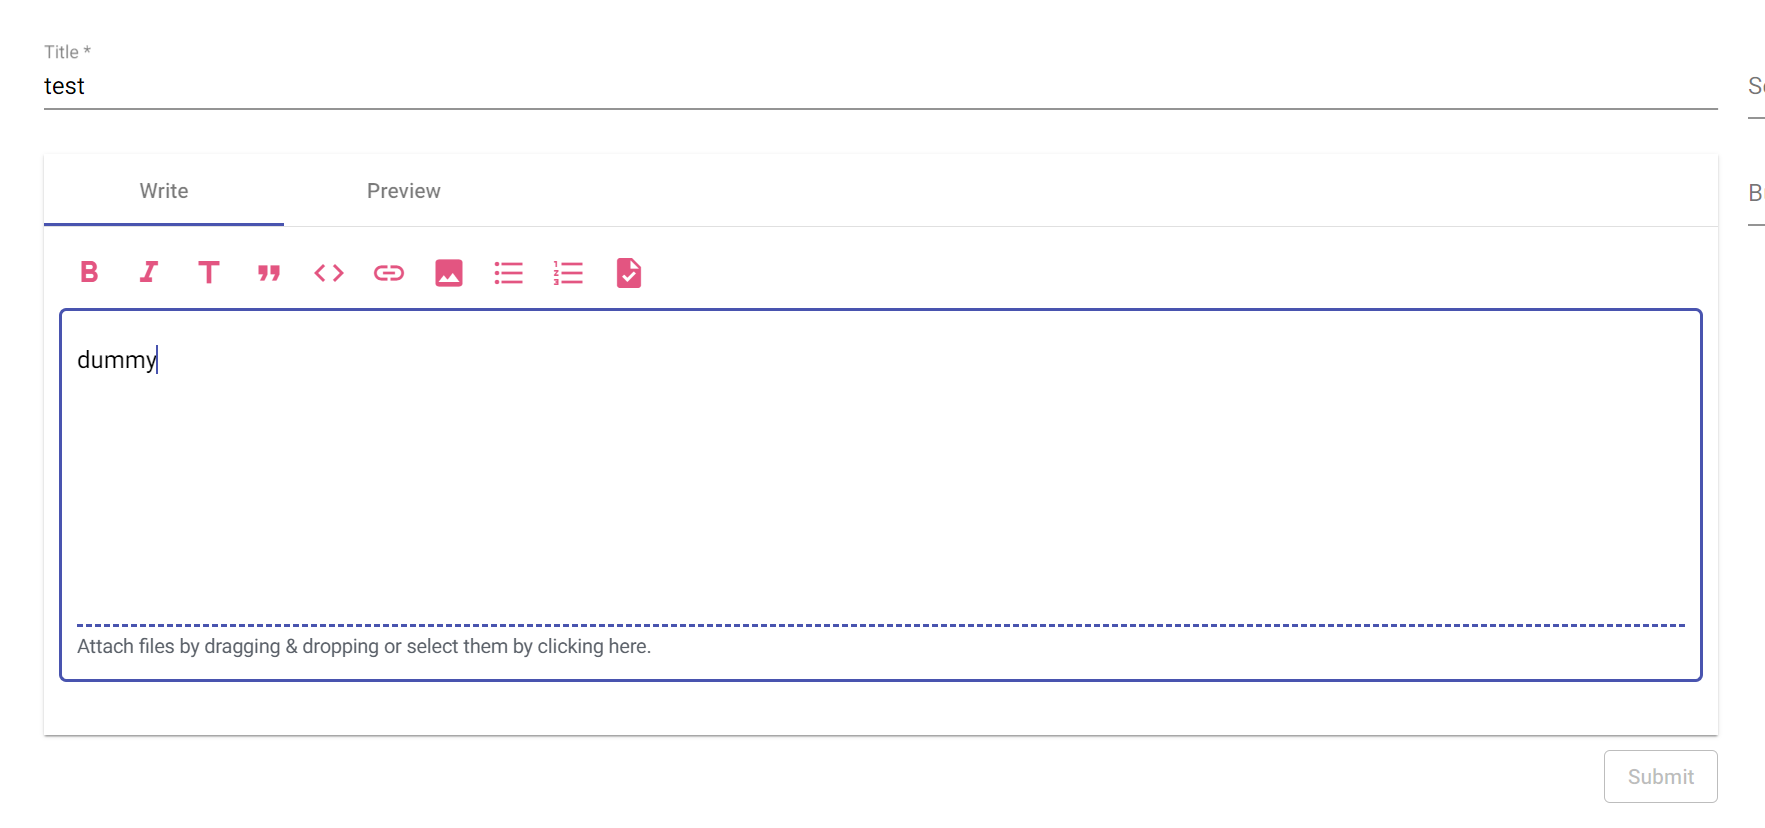 Title *
test
Write
Preview
dummy
Attach files by dragging & dropping or select them by clicking here.
Submit